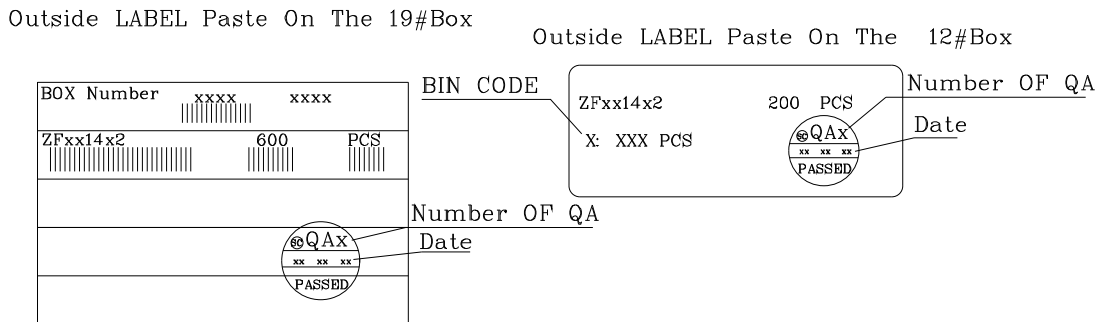 Outside LABEL Paste On The 19#Box
BOX Number xxxx xxxx
ZFxx14x2 600 PCS
SC QAx
xx xx xx
PASSED
Number OF QA
Date
Outside LABEL Paste On The 12#Box
BIN CODE
ZFxx14x2 200 PCS
X: XXX PCS
SC QAx
xx xx xx
PASSED
Number OF QA
Date